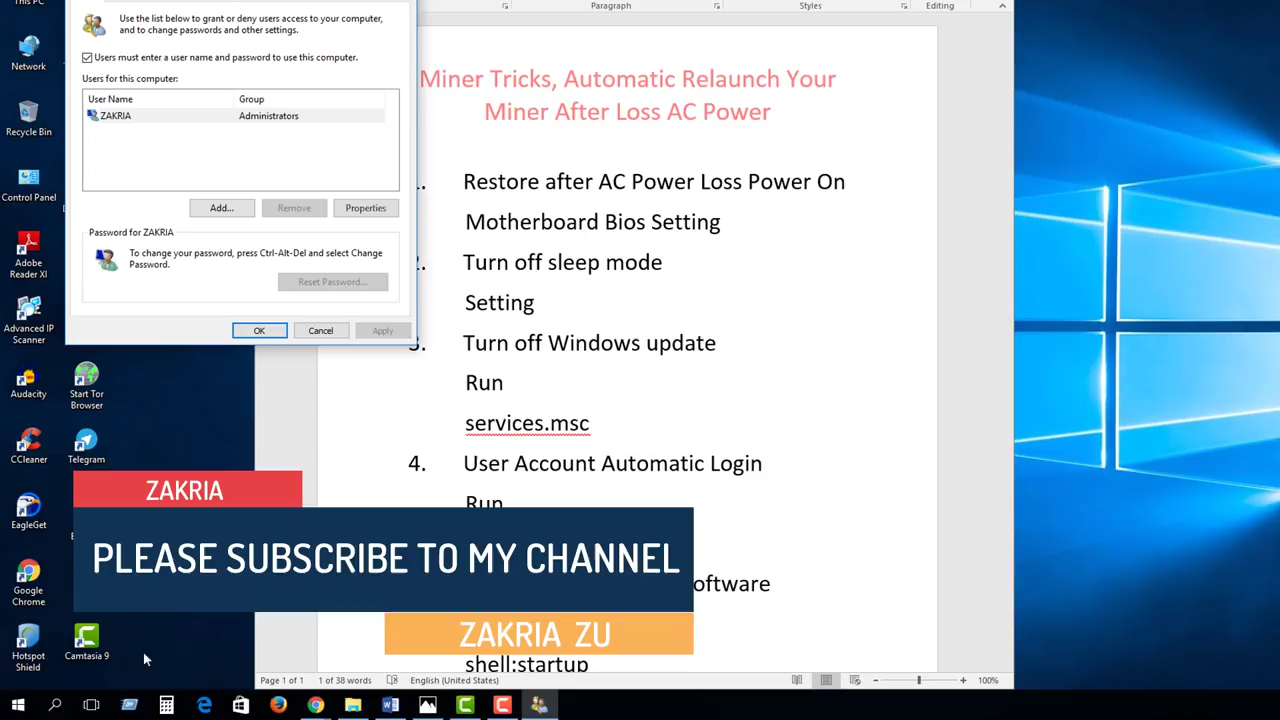 This PC
Network
Recycle Bin
Control Panel
Adobe
Reader XI
Advanced IP
Scanner
Audacity
Start Tor
Browser
CCleaner
Telegram
EagleGet
Google
Chrome
Hotspot
Shield
Camtasia 9
Use the list below to grant or deny users access to your computer,
and to change passwords and other settings.
Users must enter a user name and password to use this computer.
Users for this computer:
User Name Group
ZAKRIA Administrators
Add... Remove Properties
Password for ZAKRIA
To change your password, press Ctrl-Alt-Del and select Change
Password.
Reset Password...
OK Cancel Apply
Paragraph Styles Editing
Miner Tricks, Automatic Relaunch Your
Miner After Loss AC Power
Restore after AC Power Loss Power On
Motherboard Bios Setting
Turn off sleep mode
Setting
3. Turn off Windows update
Run
services.msc
4. User Account Automatic Login
Run
oftware
shell:startup
ZAKRIA
PLEASE SUBSCRIBE TO MY CHANNEL
ZAKRIA ZU
Page 1 of 1 1 of 38 words English (United States) 100%